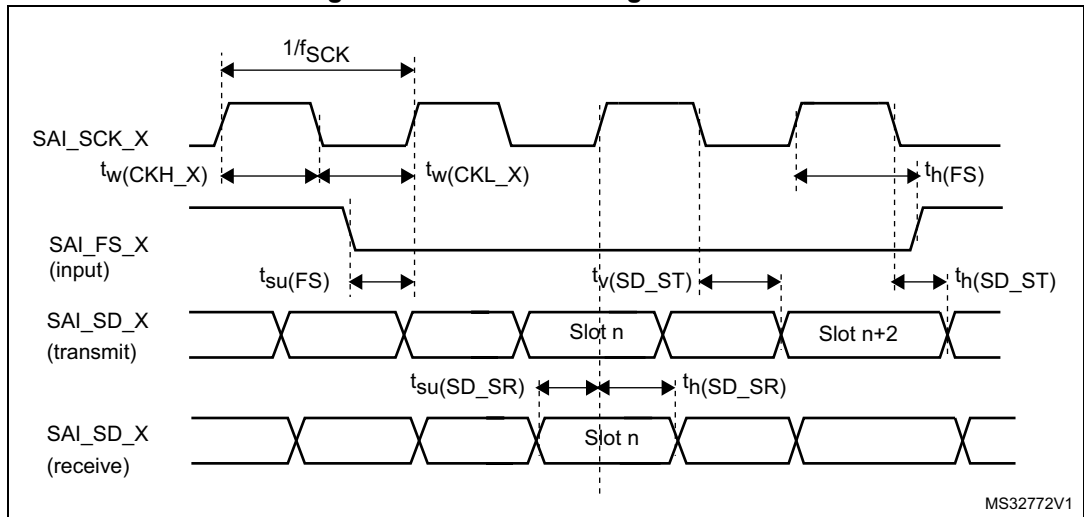 1/fSCK
SAI_SCK_X
tw(CKH_X)
tw(CKL_X)
th(FS)
SAI_FS_X
(input)
tsu(FS)
tv(SD_ST)
th(SD_ST)
SAI_SD_X
(transmit)
Slot n
Slot n+2
tsu(SD_SR)
th(SD_SR)
SAI_SD_X
(receive)
Slot n
MS32772V1